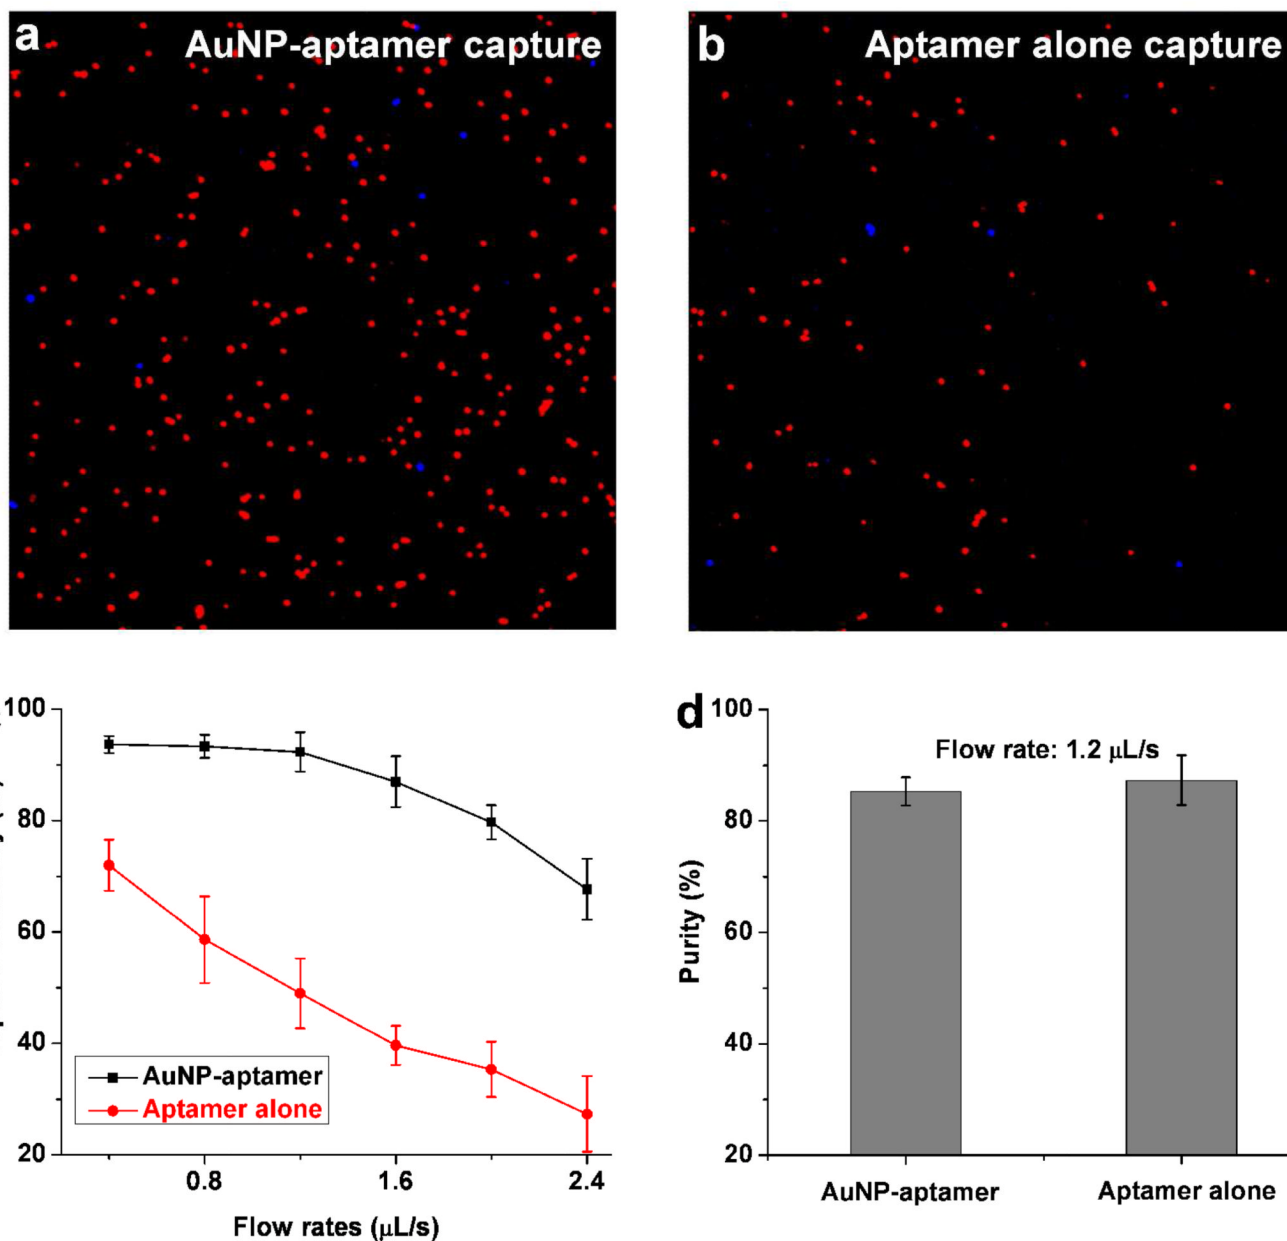 a
AuNP-aptamer capture
b
Aptamer alone capture
100
80
60
40
20
AuNP-aptamer
Aptamer alone
0.8
1.6
2.4
Flow rates (μL/s)
d
100
80
60
40
20
Purity (%)
Flow rate: 1.2 μL/s
AuNP-aptamer
Aptamer alone